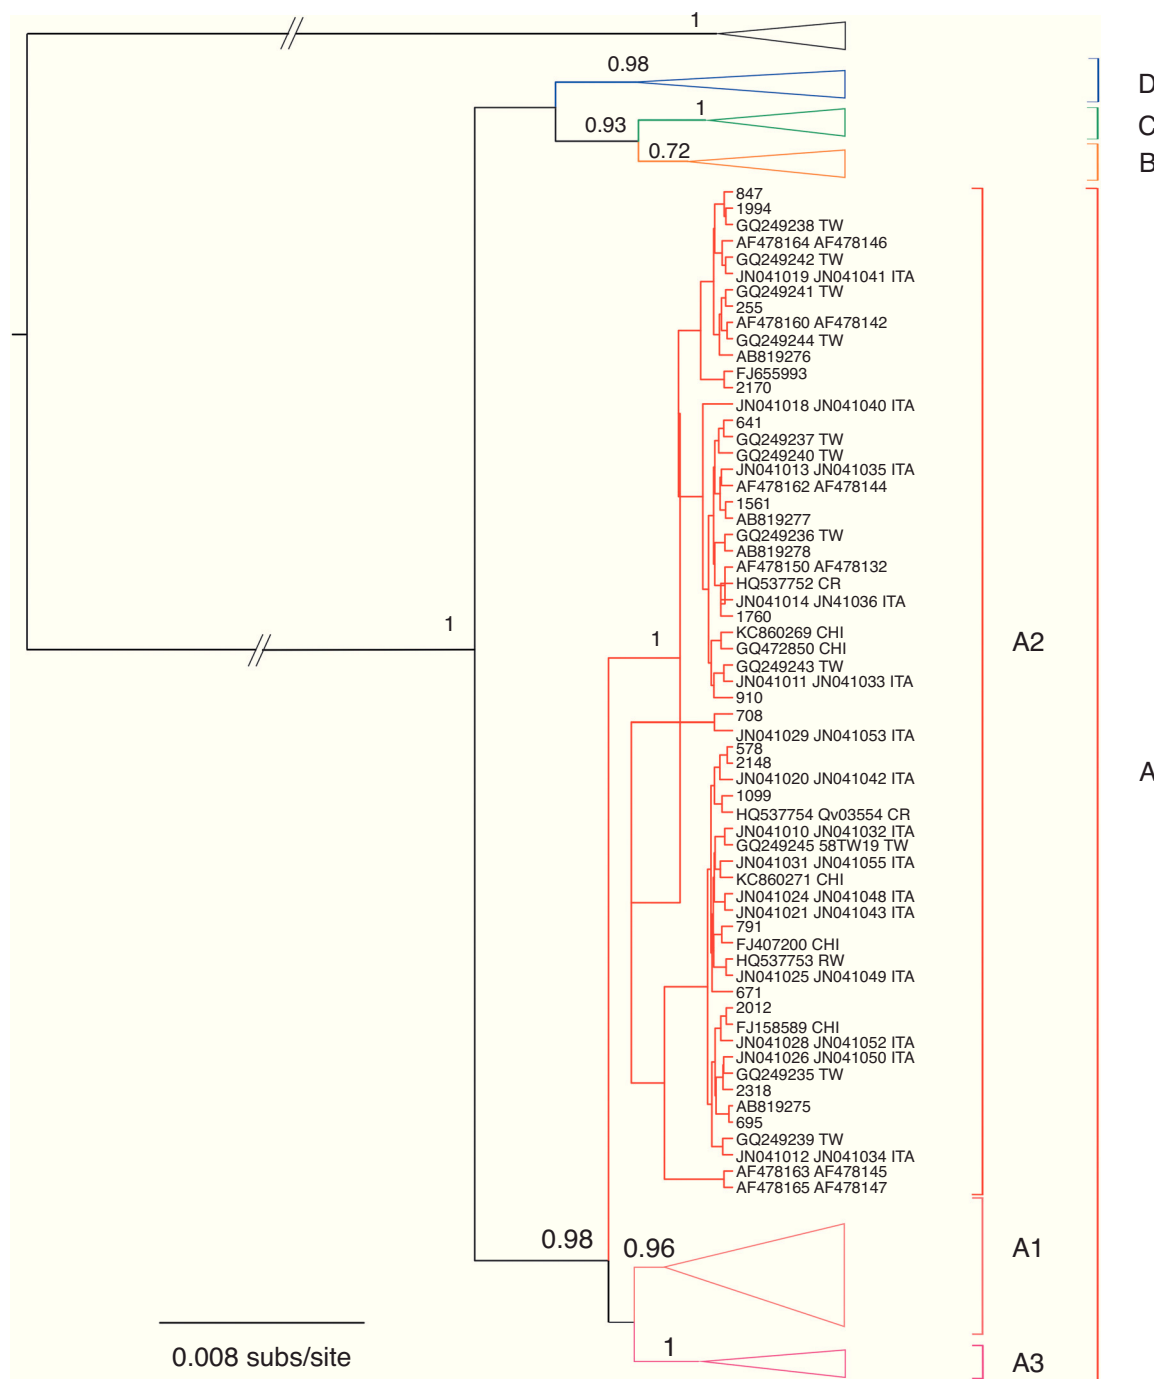 1
0.98
D
1
0.93
C
0.72
B
847
1994
GQ249238 TW
AF478164 AF478146
GQ249242 TW
JN041019 JN041041 ITA
GQ249241 TW
255
AF478160 AF478142
GQ249244 TW
AB819276
FJ655993
2170
JN041018 JN041040 ITA
641
GQ249237 TW
GQ249240 TW
JN041013 JN041035 ITA
AF478162 AF478144
1561
AB819277
GQ249236 TW
AB819278
AF478150 AF478132
HQ537752 CR
JN041014 JN41036 ITA
1760
1
KC860269 CHI
1
A2
GQ472850 CHI
GQ249243 TW
JN041011 JN041033 ITA
910
708
JN041029 JN041053 ITA
578
2148
A
JN041020 JN041042 ITA
1099
HQ537754 Qv03554 CR
JN041010 JN041032 ITA
GQ249245 58TW19 TW
JN041031 JN041055 ITA
KC860271 CHI
JN041024 JN041048 ITA
JN041021 JN041043 ITA
791
FJ407200 CHI
HQ537753 RW
JN041025 JN041049 ITA
671
2012
FJ158589 CHI
JN041028 JN041052 ITA
JN041026 JN041050 ITA
GQ249235 TW
2318
AB819275
695
GQ249239 TW
JN041012 JN041034 ITA
AF478163 AF478145
AF478165 AF478147
0.98
0.96
A1
1
0.008 subs/site
A3